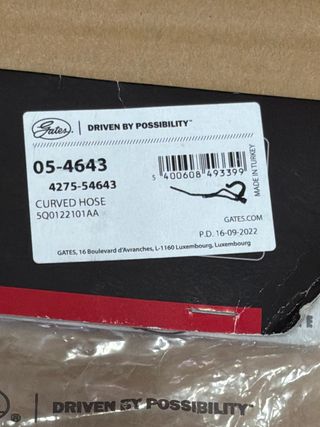 Gates. | DRIVEN BY POSSIBILITY™
05-4643
4275-54643
CURVED HOSE
5Q0122101AA
5 400608 493399
MADE IN TURKEY
GATES.COM
P.D. 16-09-2022
GATES, 16 Boulevard d'Avranches, L-1160 Luxembourg, Luxembourg
® | DRIVEN BY POSSIBILITY™